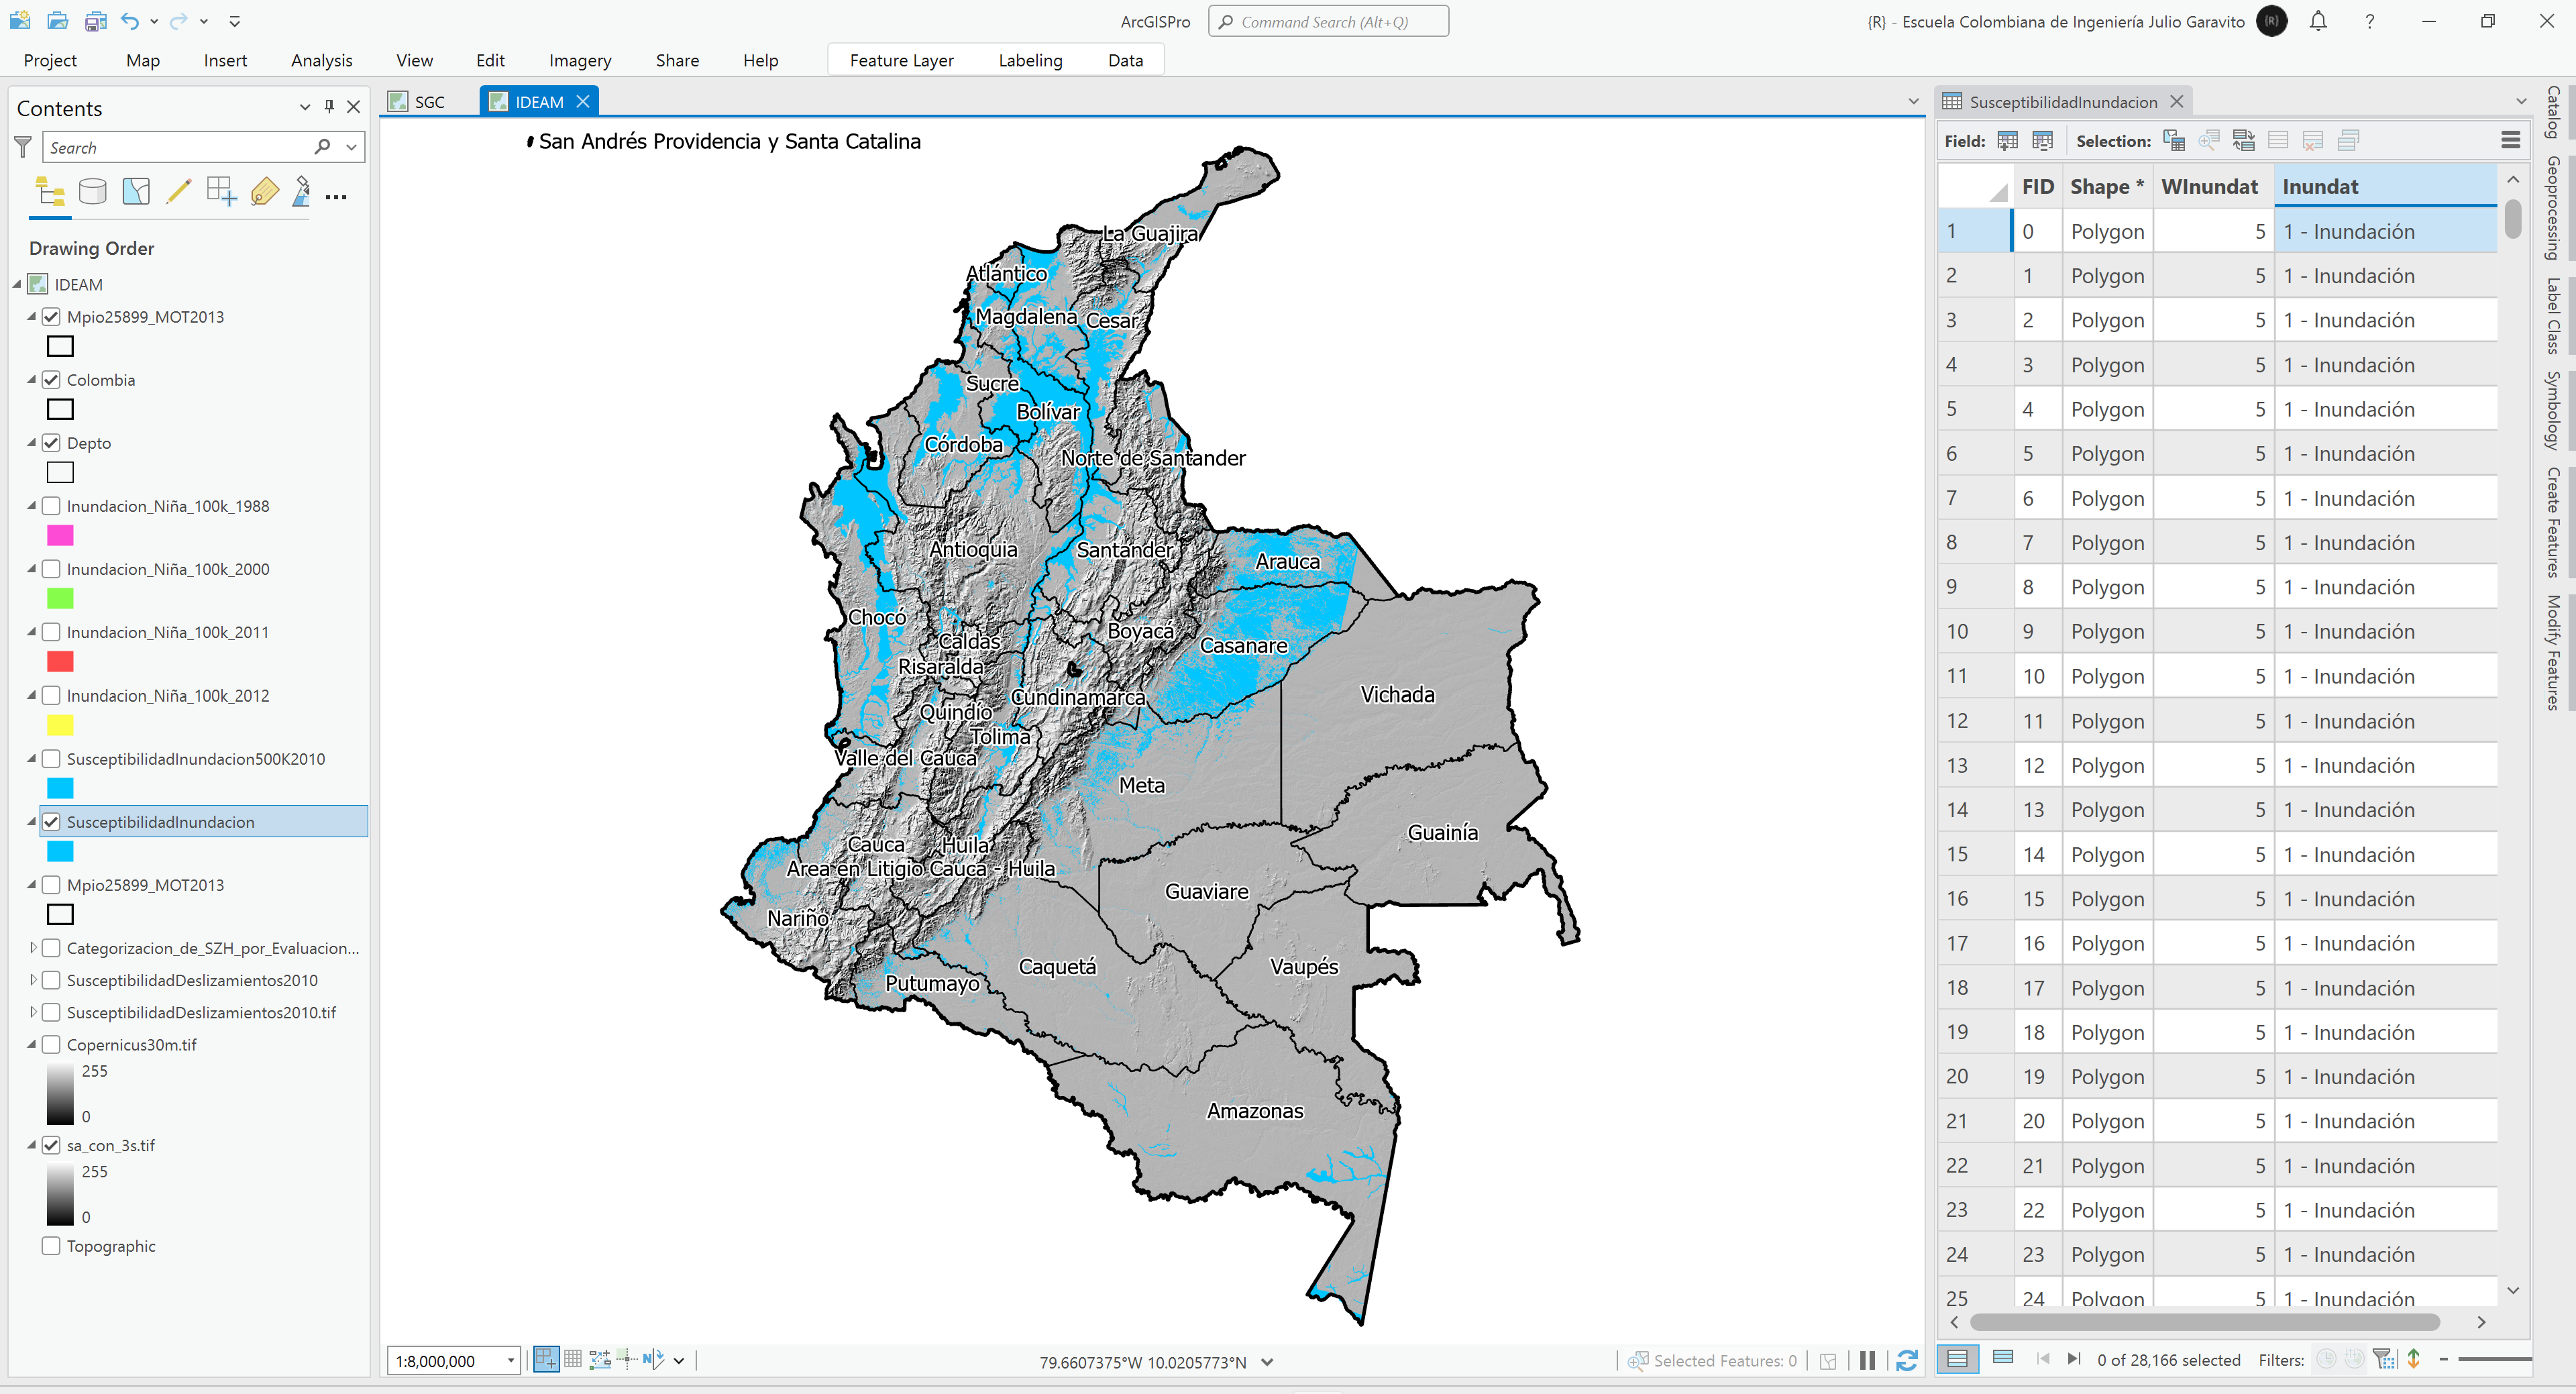 ArcGISPro
Command Search (Alt+Q)
{R} - Escuela Colombiana de Ingeniería Julio Garavito
{R}
?
Project Map Insert Analysis View Edit Imagery Share Help Feature Layer Labeling Data
Contents
Search
Drawing Order
IDEAM
Mpio25899_MOT2013
Colombia
Depto
Inundacion_Niña_100k_1988
Inundacion_Niña_100k_2000
Inundacion_Niña_100k_2011
Inundacion_Niña_100k_2012
SusceptibilidadInundacion500K2010
SusceptibilidadInundacion
Mpio25899_MOT2013
Categorizacion_de_SZH_por_Evaluacion...
SusceptibilidadDeslizamientos2010
SusceptibilidadDeslizamientos2010.tif
Copernicus30m.tif
255
0
sa_con_3s.tif
255
0
Topographic
SGC
IDEAM
San Andrés Providencia y Santa Catalina
La Guajira
Atlántico
Magdalena
Cesar
Sucre
Bolívar
Córdoba
Norte de Santander
Antioquia
Santander
Arauca
Chocó
Caldas
Boyacá
Casanare
Risaralda
Cundinamarca
Vichada
Quindio
Tolima
Valle del Cauca
Meta
Cauca
Huila
Guainía
Area en Litigio Cauca - Huila
Guaviare
Nariño
Caquetá
Vaupés
Putumayo
Amazonas
1:8,000,000
79.6607375°W 10.0205773°N
Selected Features: 0
SusceptibilidadInundacion
Field: Selection:
FID Shape * WInundat Inundat
1 0 Polygon 5 1 - Inundación
2 1 Polygon 5 1 - Inundación
3 2 Polygon 5 1 - Inundación
4 3 Polygon 5 1 - Inundación
5 4 Polygon 5 1 - Inundación
6 5 Polygon 5 1 - Inundación
7 6 Polygon 5 1 - Inundación
8 7 Polygon 5 1 - Inundación
9 8 Polygon 5 1 - Inundación
10 9 Polygon 5 1 - Inundación
11 10 Polygon 5 1 - Inundación
12 11 Polygon 5 1 - Inundación
13 12 Polygon 5 1 - Inundación
14 13 Polygon 5 1 - Inundación
15 14 Polygon 5 1 - Inundación
16 15 Polygon 5 1 - Inundación
17 16 Polygon 5 1 - Inundación
18 17 Polygon 5 1 - Inundación
19 18 Polygon 5 1 - Inundación
20 19 Polygon 5 1 - Inundación
21 20 Polygon 5 1 - Inundación
22 21 Polygon 5 1 - Inundación
23 22 Polygon 5 1 - Inundación
24 23 Polygon 5 1 - Inundación
25 24 Polygon 5 1 - Inundación
0 of 28,166 selected
Filters:
Catalog
Geoprocessing
Label Class
Symbology
Create Features
Modify Features